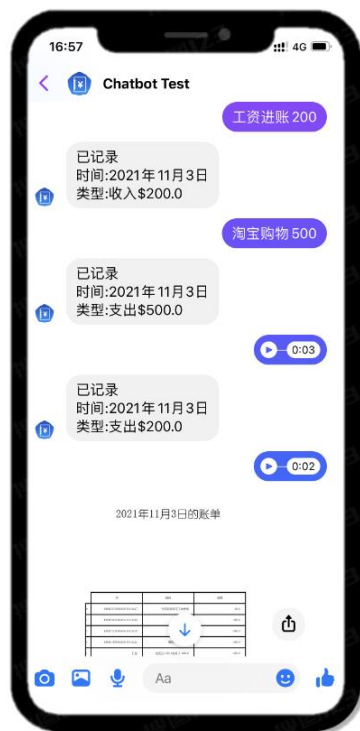 16:57
4G
Chatbot Test
工资进账 200
已记录
时间:2021年11月3日
类型:收入$200.0
淘宝购物 500
已记录
时间:2021年11月3日
类型:支出$500.0
0:03
已记录
时间:2021年11月3日
类型:支出$200.0
0:02
2021年11月3日的账单
Aa